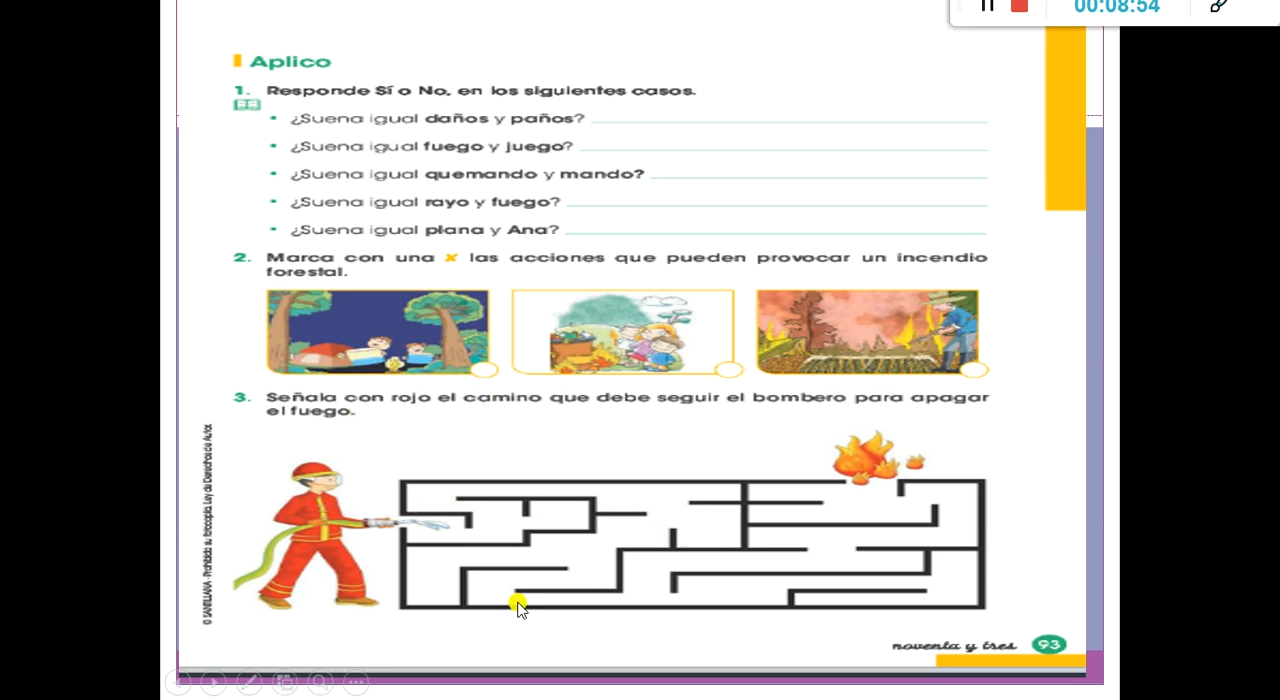 00:08:54
Aplico
1. Responde Sí o No, en los siguientes casos.
• ¿Suena igual daños y paños?
• ¿Suena igual fuego y juego?
• ¿Suena igual quemando y mando?
• ¿Suena igual rayo y fuego?
• ¿Suena igual plana y Ana?
2. Marca con una x las acciones que pueden provocar un incendio
forestal.
3. Señala con rojo el camino que debe seguir el bombero para apagar
el fuego.
© SANTILLANA - Prohibido su fotocopia. Ley de Derechos de Autor.
noventa y tres 93